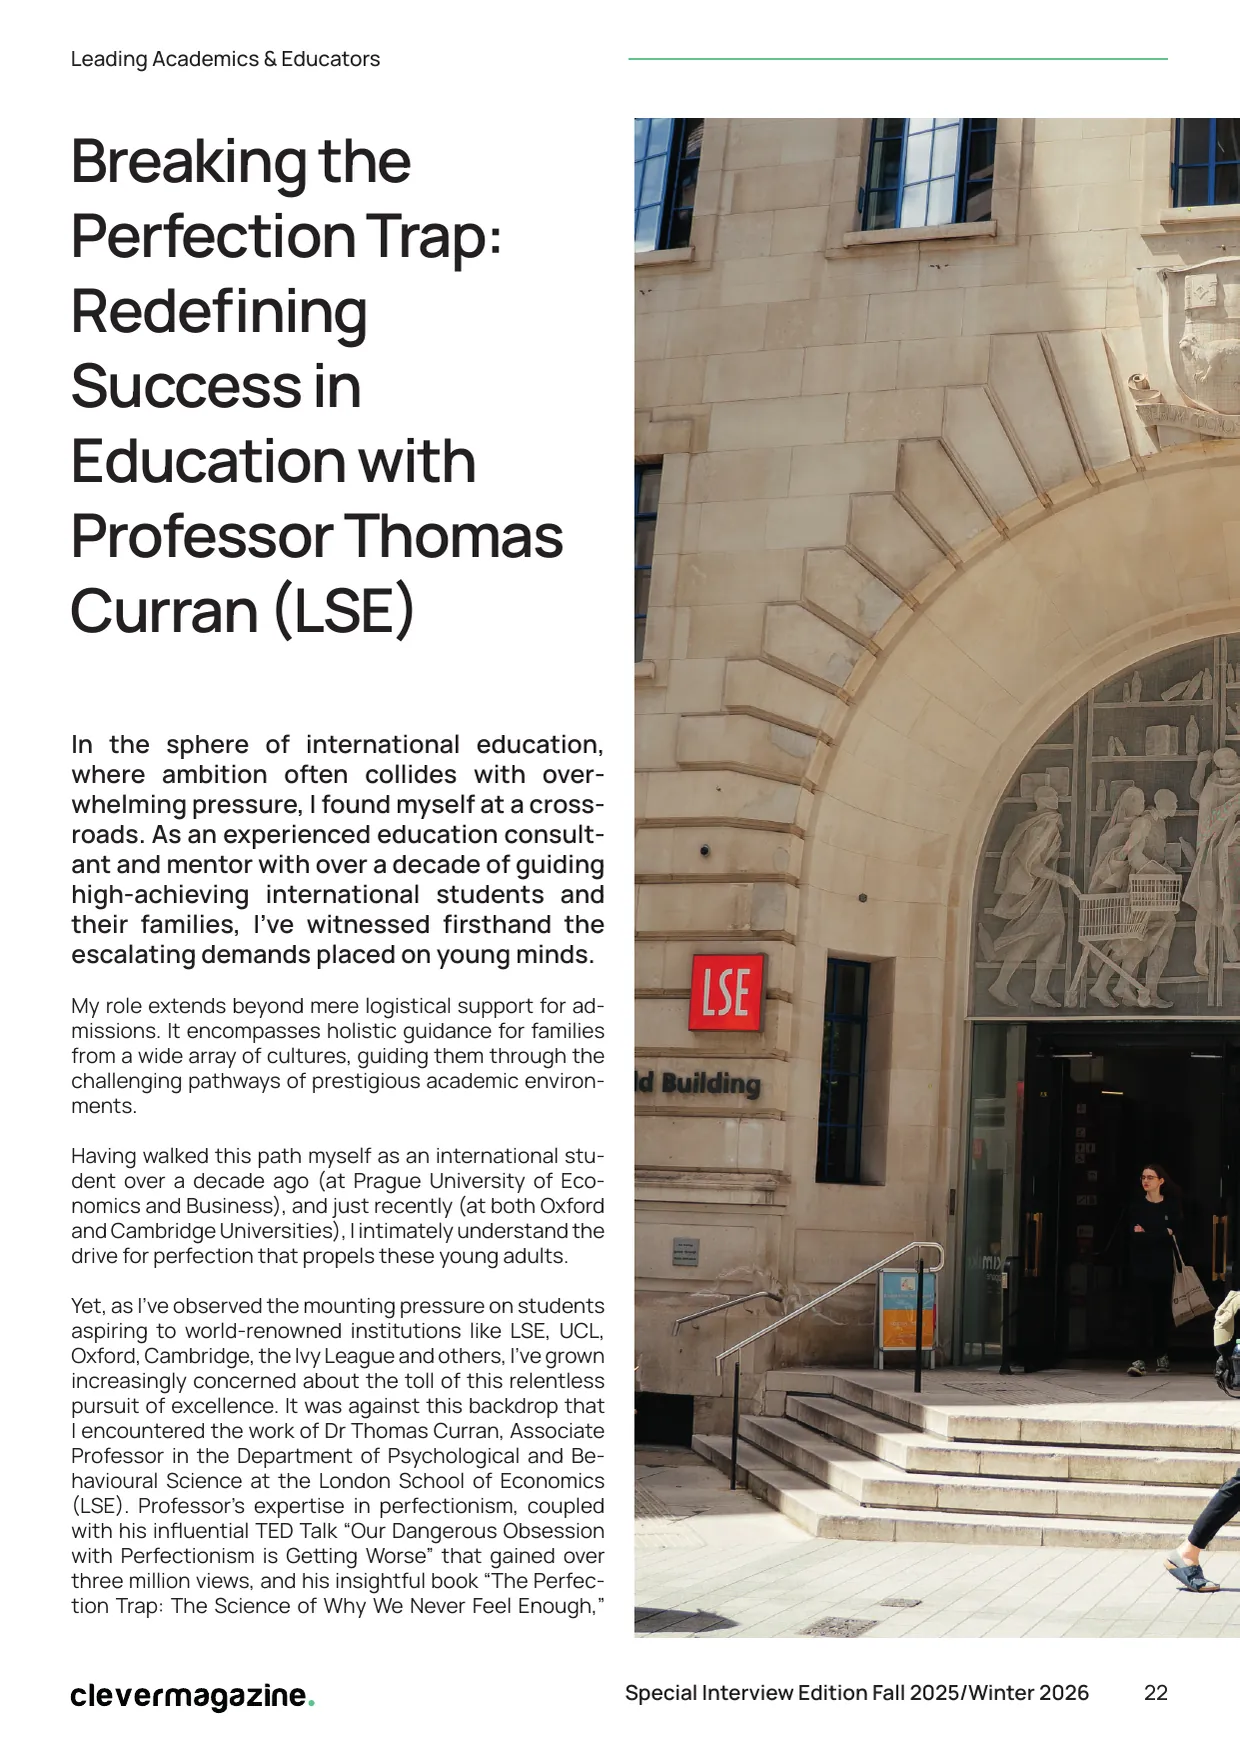 Leading Academics & Educators
Breaking the
Perfection Trap:
Redefining
Success in
Education with
Professor Thomas
Curran (LSE)
In the sphere of international education,
where ambition often collides with over-
whelming pressure, I found myself at a cross-
roads. As an experienced education consult-
ant and mentor with over a decade of guiding
high-achieving international students and
their families, I’ve witnessed firsthand the
escalating demands placed on young minds.
My role extends beyond mere logistical support for ad-
missions. It encompasses holistic guidance for families
from a wide array of cultures, guiding them through the
challenging pathways of prestigious academic environ-
ments.
Having walked this path myself as an international stu-
dent over a decade ago (at Prague University of Eco-
nomics and Business), and just recently (at both Oxford
and Cambridge Universities), I intimately understand the
drive for perfection that propels these young adults.
Yet, as I’ve observed the mounting pressure on students
aspiring to world-renowned institutions like LSE, UCL,
Oxford, Cambridge, the Ivy League and others, I’ve grown
increasingly concerned about the toll of this relentless
pursuit of excellence. It was against this backdrop that
I encountered the work of Dr Thomas Curran, Associate
Professor in the Department of Psychological and Be-
havioural Science at the London School of Economics
(LSE). Professor’s expertise in perfectionism, coupled
with his influential TED Talk “Our Dangerous Obsession
with Perfectionism is Getting Worse” that gained over
three million views, and his insightful book “The Perfec-
tion Trap: The Science of Why We Never Feel Enough,”
LSE
ld Building
clevermagazine.
Special Interview Edition Fall 2025/Winter 2026
22